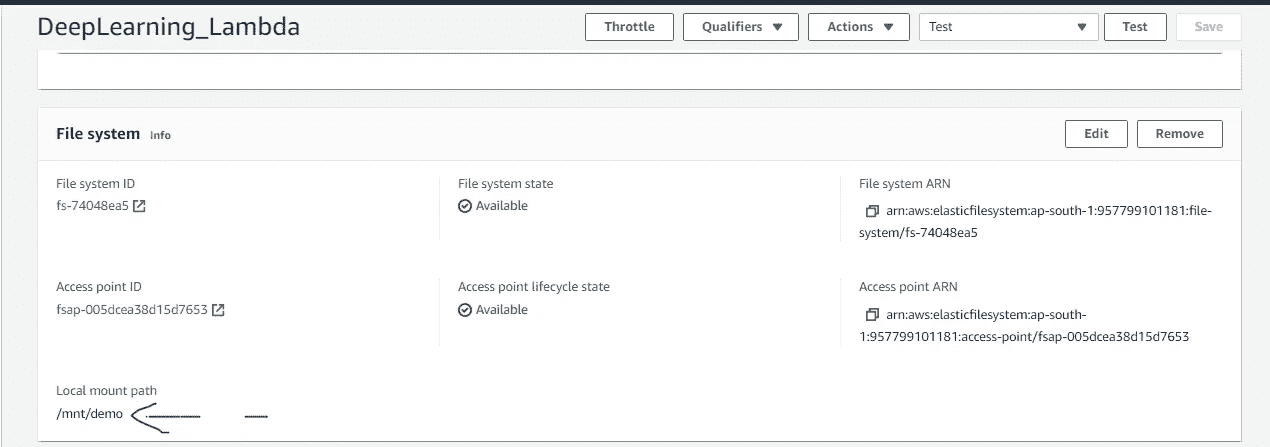 DeepLearning_Lambda
Throttle
Qualifiers
Actions
Test
Test
Save
File system Info
Edit
Remove
File system ID
fs-74048ea5
File system state
Available
File system ARN
arn:aws:elasticfilesystem:ap-south-1:957799101181:file-
system/fs-74048ea5
Access point ID
fsap-005dcea38d15d7653
Access point lifecycle state
Available
Access point ARN
arn:aws:elasticfilesystem:ap-south-
1:957799101181:access-point/fsap-005dcea38d15d7653
Local mount path
/mnt/demo